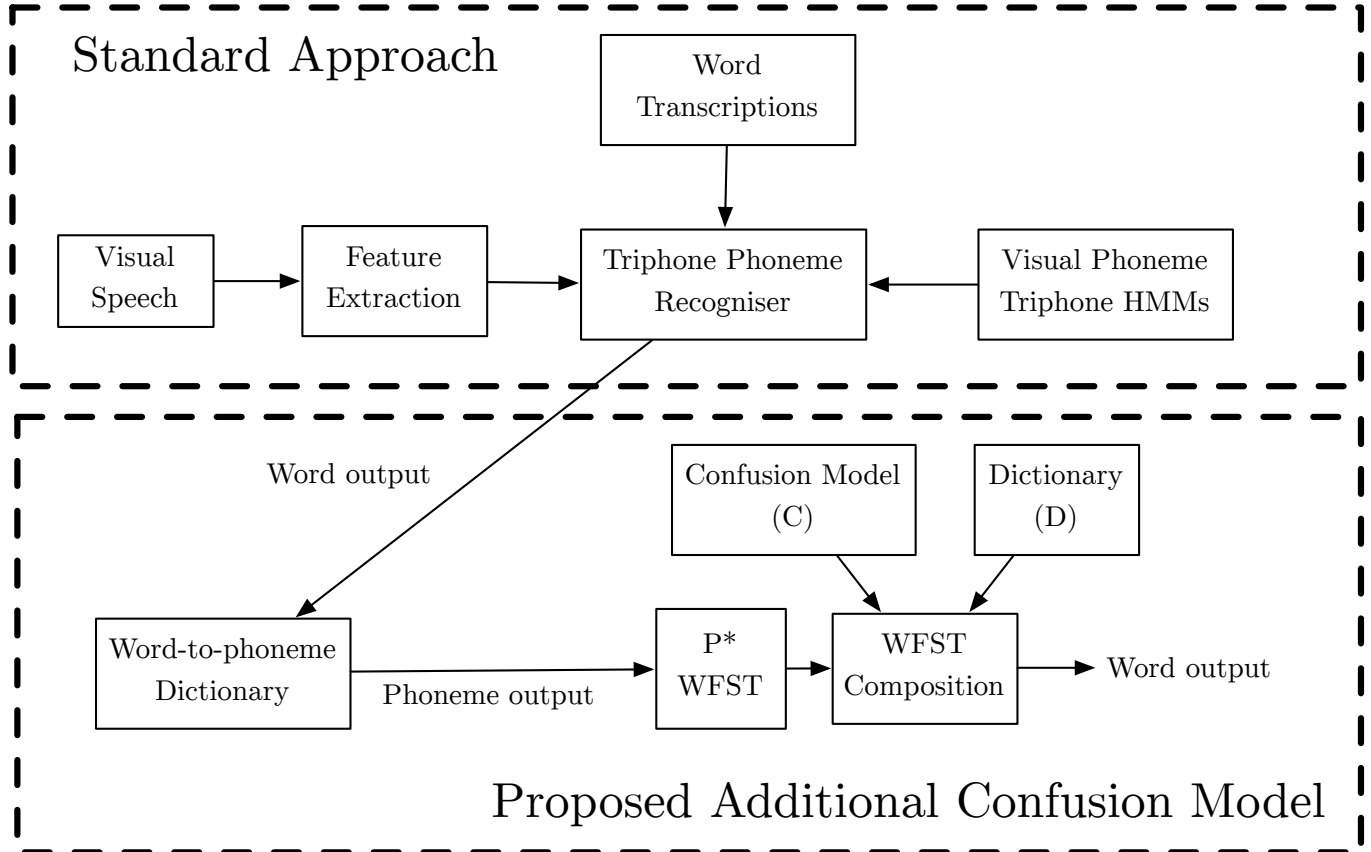 Standard Approach
Word
Transcriptions
Visual
Speech
Feature
Extraction
Triphone Phoneme
Recogniser
Visual Phoneme
Triphone HMMs
Word output
Confusion Model
(C)
Dictionary
(D)
Word-to-phoneme
Dictionary
Phoneme output
P*
WFST
WFST
Composition
Word output
Proposed Additional Confusion Model